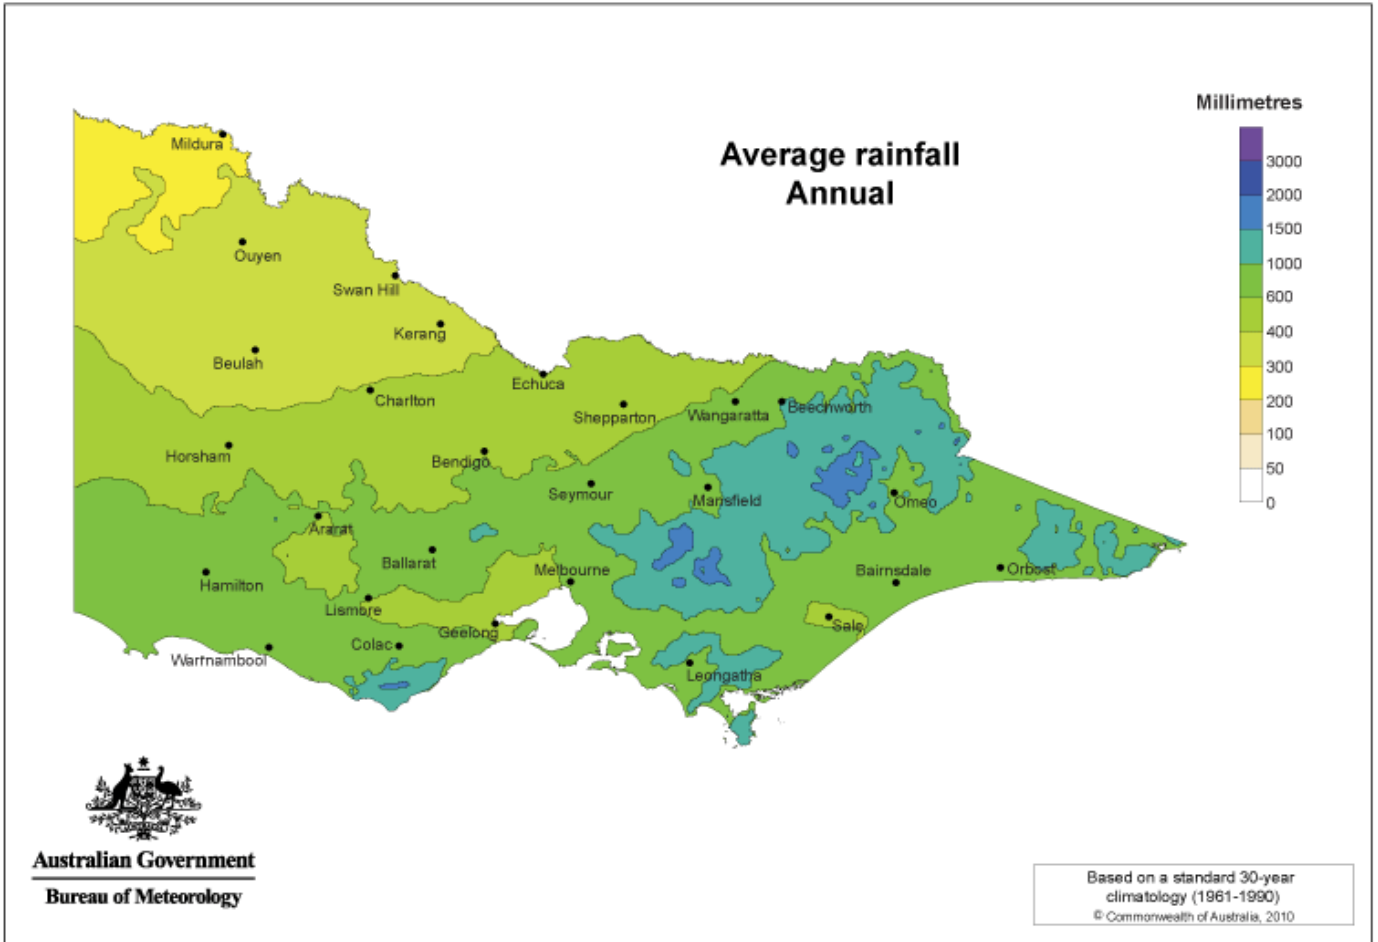 Millimetres
Average rainfall
Annual
3000
2000
1500
1000
600
400
300
200
100
50
0
Mildura
Ouyen
Swan Hill
Kerang
Beulah
Echuca
Charlton
Shepparton
Wangaratta
Beechworth
Horsham
Bendigo
Seymour
Mansfield
Omeo
Ararat
Ballarat
Melbourne
Bairnsdale
Orbost
Hamilton
Lismore
Geelong
Sale
Colac
Warrnambool
Leongatha
Australian Government
Bureau of Meteorology
Based on a standard 30-year
climatology (1961-1990)
© Commonwealth of Australia, 2010